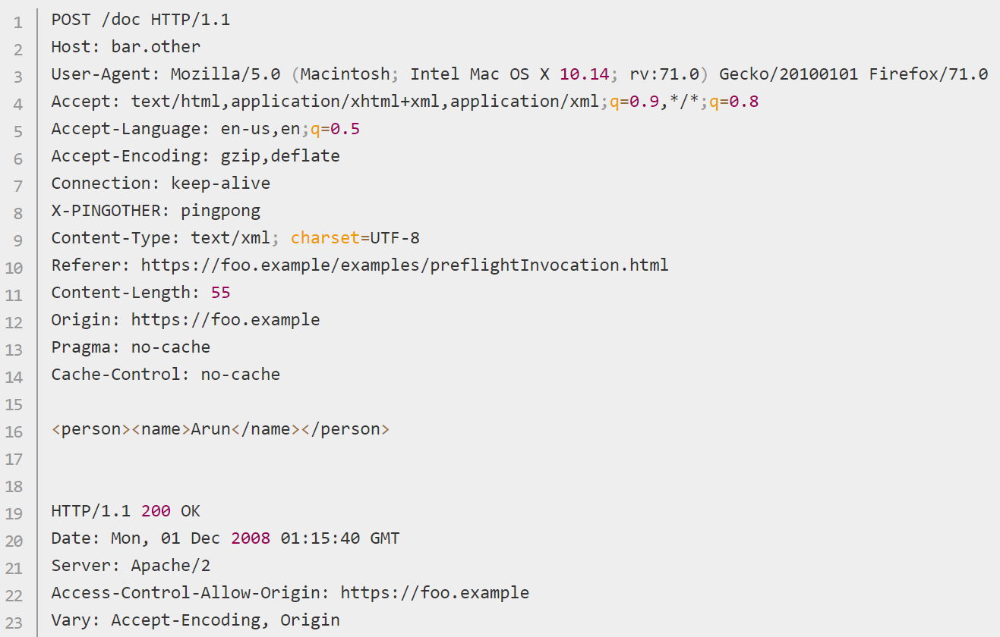 1 POST /doc HTTP/1.1
2 Host: bar.other
3 User-Agent: Mozilla/5.0 (Macintosh; Intel Mac OS X 10.14; rv:71.0) Gecko/20100101 Firefox/71.0
4 Accept: text/html,application/xhtml+xml,application/xml;q=0.9,*/*;q=0.8
5 Accept-Language: en-us,en;q=0.5
6 Accept-Encoding: gzip,deflate
7 Connection: keep-alive
8 X-PINGOTHER: pingpong
9 Content-Type: text/xml; charset=UTF-8
10 Referer: https://foo.example/examples/preflightInvocation.html
11 Content-Length: 55
12 Origin: https://foo.example
13 Pragma: no-cache
14 Cache-Control: no-cache
15
16 <person><name>Arun</name></person>
17
18
19 HTTP/1.1 200 OK
20 Date: Mon, 01 Dec 2008 01:15:40 GMT
21 Server: Apache/2
22 Access-Control-Allow-Origin: https://foo.example
23 Vary: Accept-Encoding, Origin